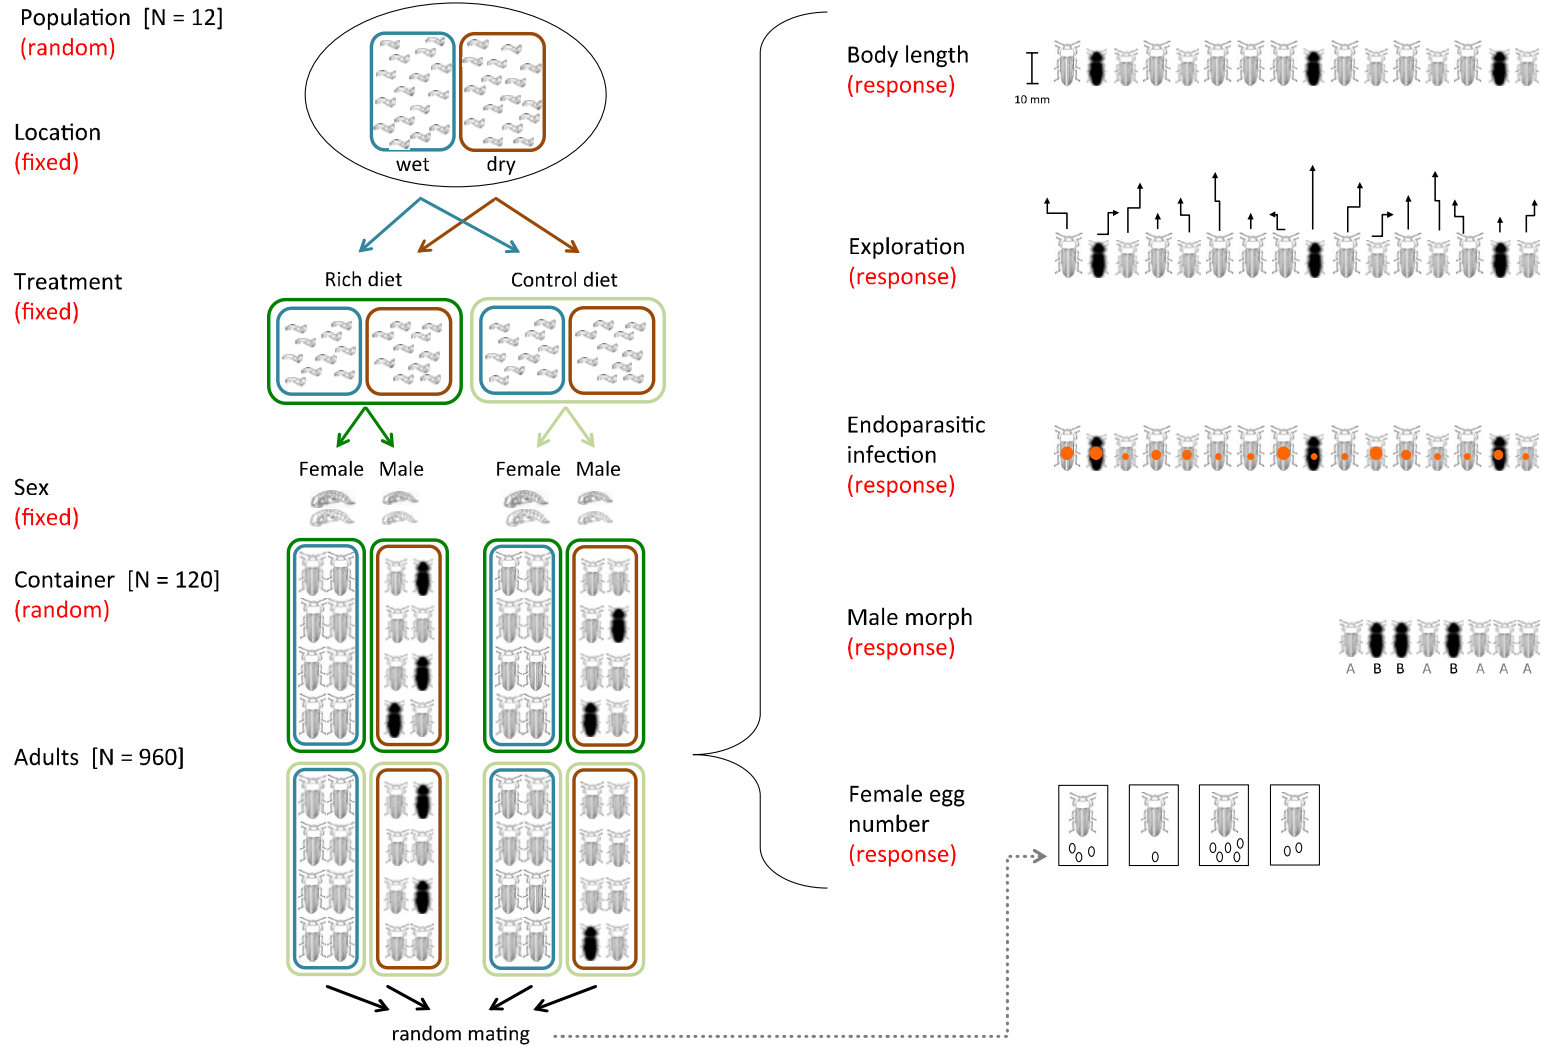 Population [N = 12]
(random)
Location
(fixed)
wet
dry
Treatment
(fixed)
Rich diet
Control diet
Female Male
Female Male
Sex
(fixed)
Container [N = 120]
(random)
Adults [N = 960]
random mating
Body length
(response)
10 mm
Exploration
(response)
Endoparasitic
infection
(response)
Male morph
(response)
A B B A B A A A
Female egg
number
(response)